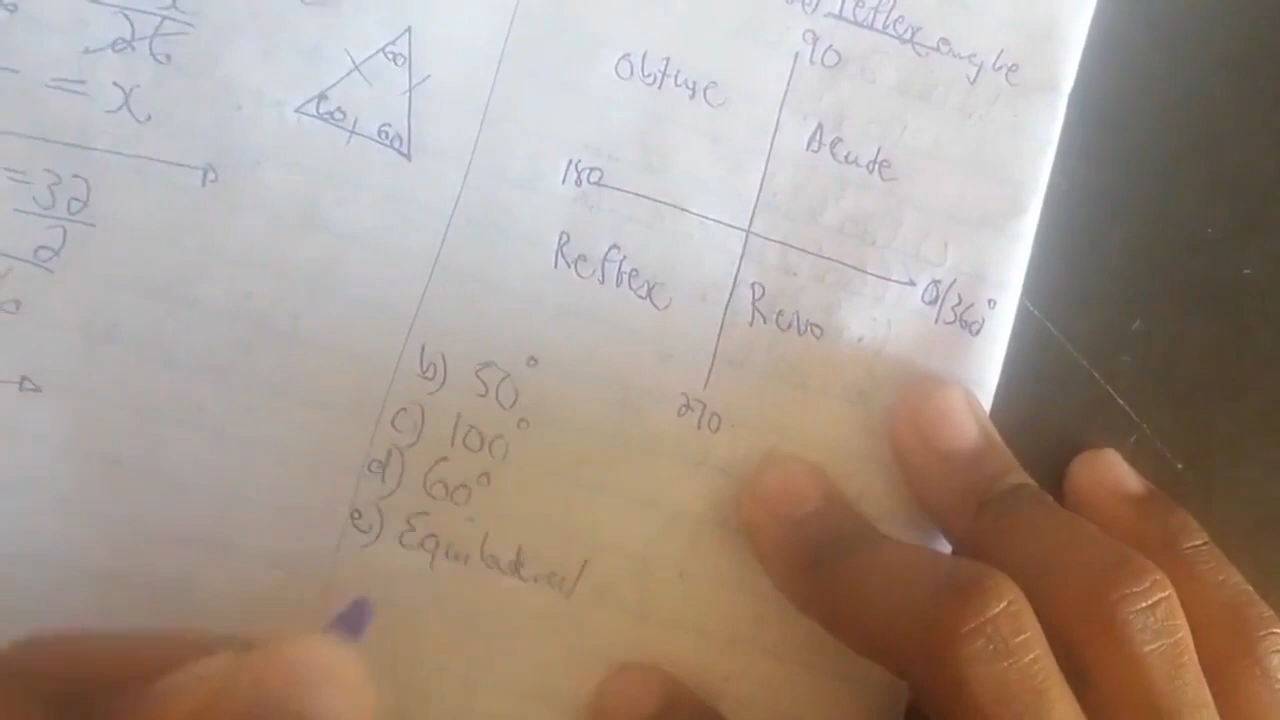 26
= x
= 32
2
60
60
60
reflex angle
90
Obtuse
Acute
180
0/360°
Reflex
Revo
270
b) 50°
c) 100°
d) 60°
e) Equilateral